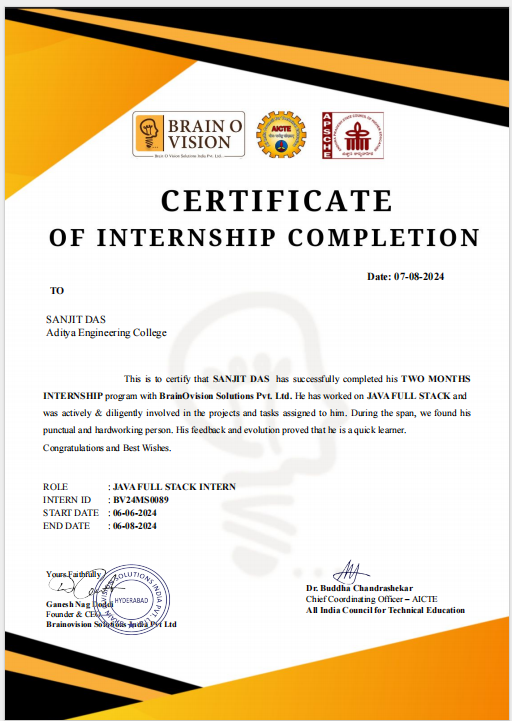 BRAIN O
VISION
Brain O Vision Solutions India Pvt. Ltd.
AICTE
APSCHE
CERTIFICATE
OF INTERNSHIP COMPLETION
Date: 07-08-2024
TO
SANJIT DAS
Aditya Engineering College
This is to certify that SANJIT DAS has successfully completed his TWO MONTHS
INTERNSHIP program with BrainOvision Solutions Pvt. Ltd. He has worked on JAVA FULL STACK and
was actively & diligently involved in the projects and tasks assigned to him. During the span, we found his
punctual and hardworking person. His feedback and evolution proved that he is a quick learner.
Congratulations and Best Wishes.
ROLE : JAVA FULL STACK INTERN
INTERN ID : BV24MS0089
START DATE : 06-06-2024
END DATE : 06-08-2024
Yours Faithfully
HYDERABAD
Ganesh Nag Doddi
Founder & CEO
Brainovision Solutions India Pvt Ltd
Dr. Buddha Chandrashekar
Chief Coordinating Officer – AICTE
All India Council for Technical Education